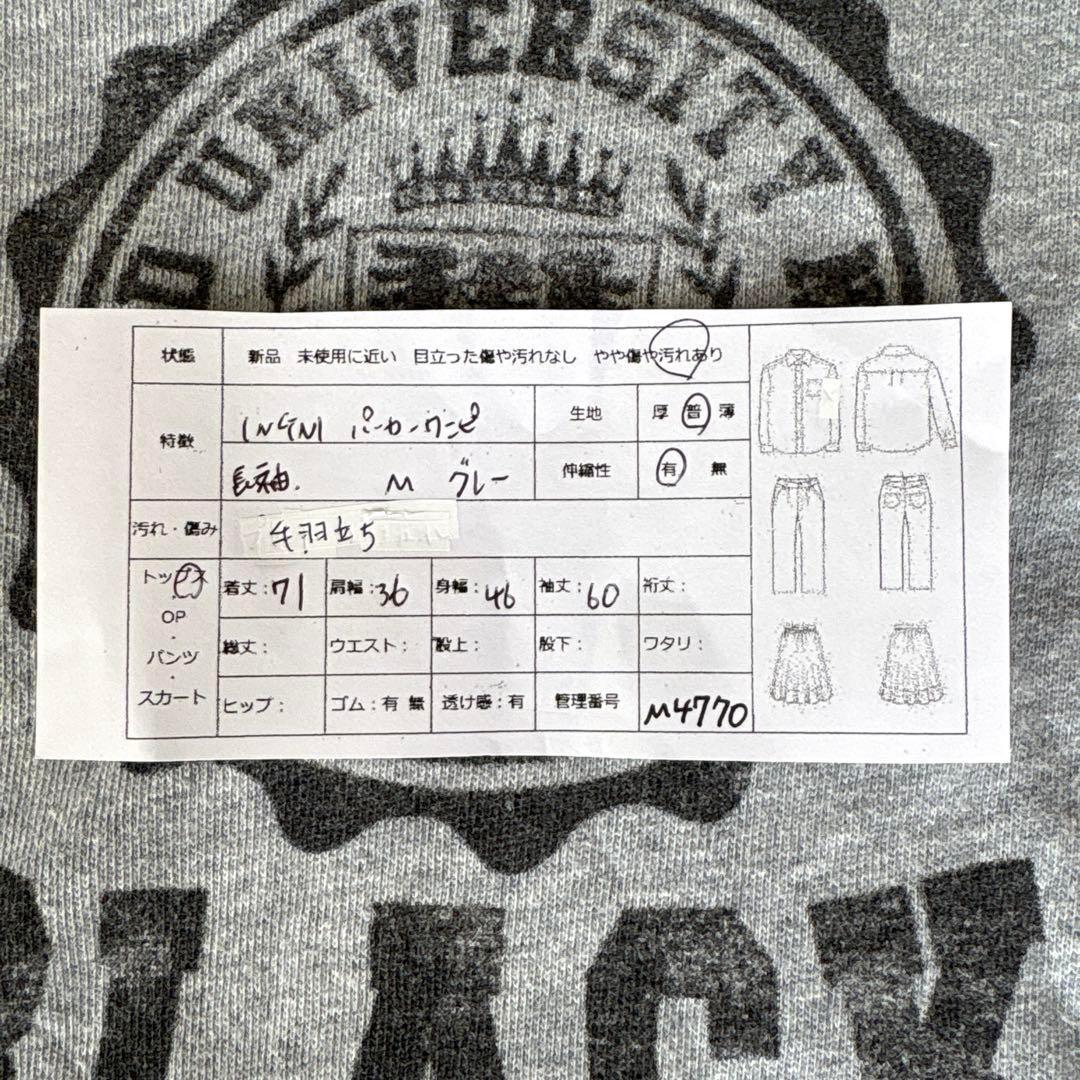 UNIVERSITY
状態 新品 未使用に近い 目立った傷や汚れなし やや傷や汚れあり
特徴 INGNI パーカーワンピ 生地 厚 普 薄
長袖. M グレー 伸縮性 有 無
汚れ・傷み 毛羽立ち
トップス 着丈:71 肩幅:36 身幅:46 袖丈:60 裄丈:
・
OP
・
パンツ 総丈: ウエスト: 股上: 股下: ワタリ:
・
スカート ヒップ: ゴム:有 無 透け感:有 管理番号 M4770
BLACK